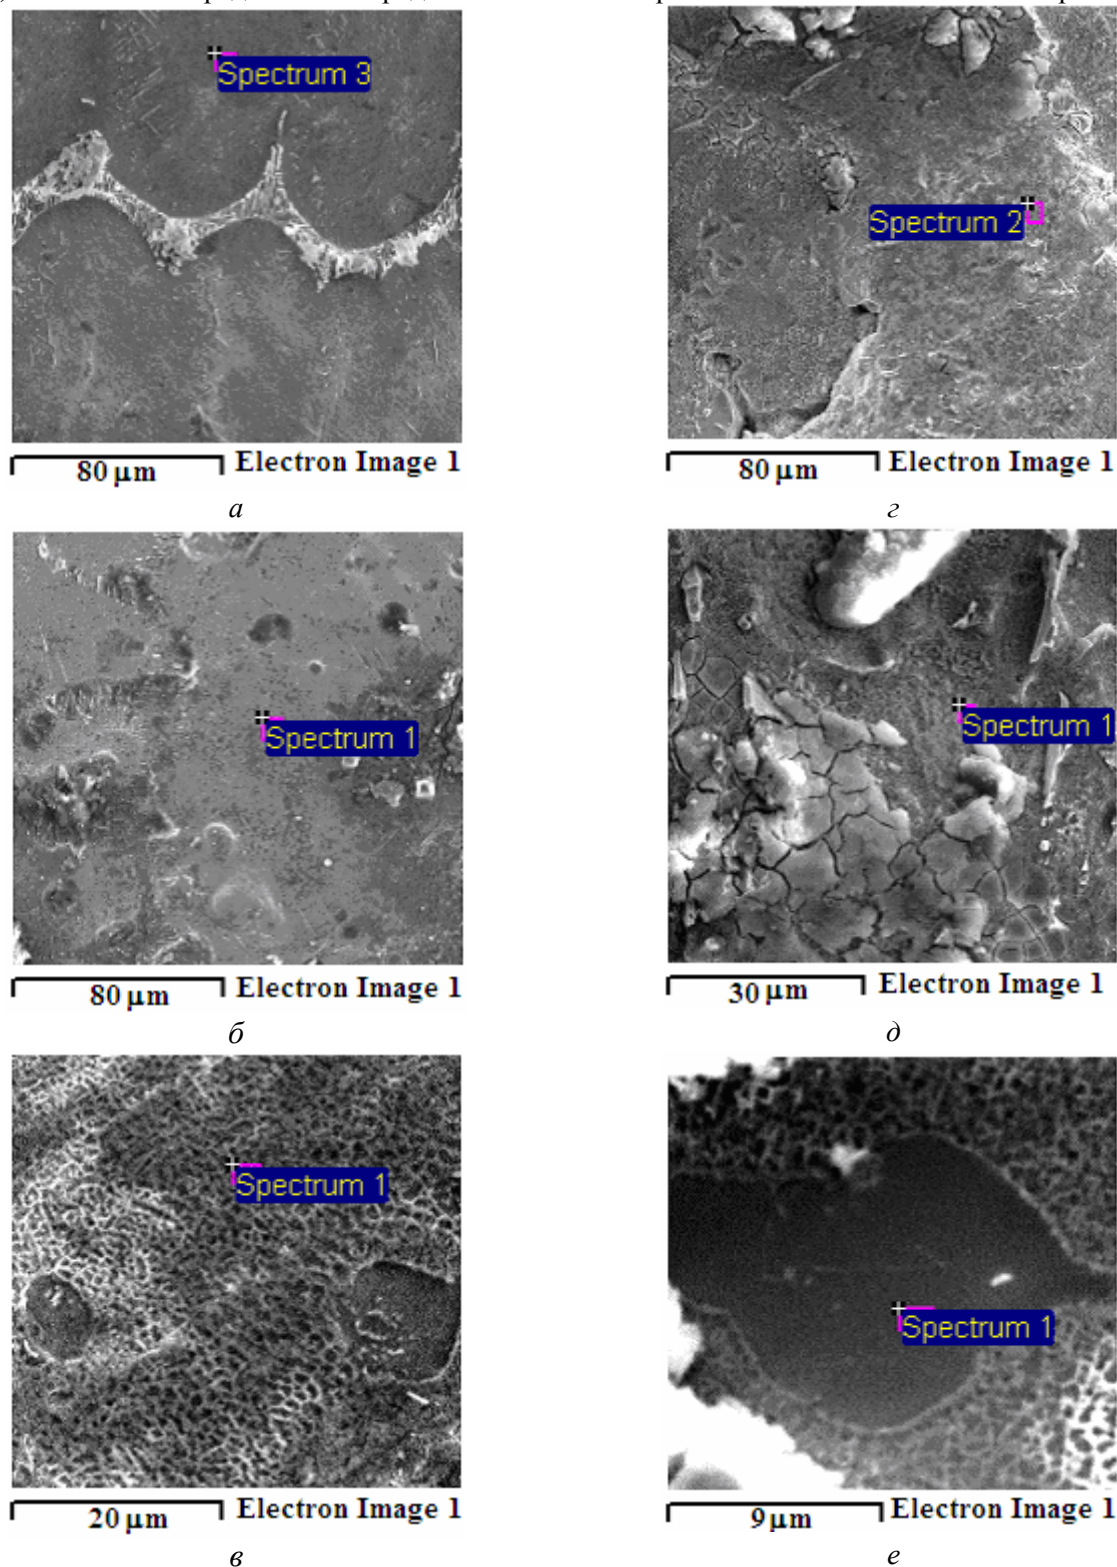 Spectrum 3
80 µm
Electron Image 1
а
Spectrum 2
80 µm
Electron Image 1
г
Spectrum 1
80 µm
Electron Image 1
б
Spectrum 1
30 µm
Electron Image 1
д
Spectrum 1
20 µm
Electron Image 1
в
Spectrum 1
9 µm
Electron Image 1
е